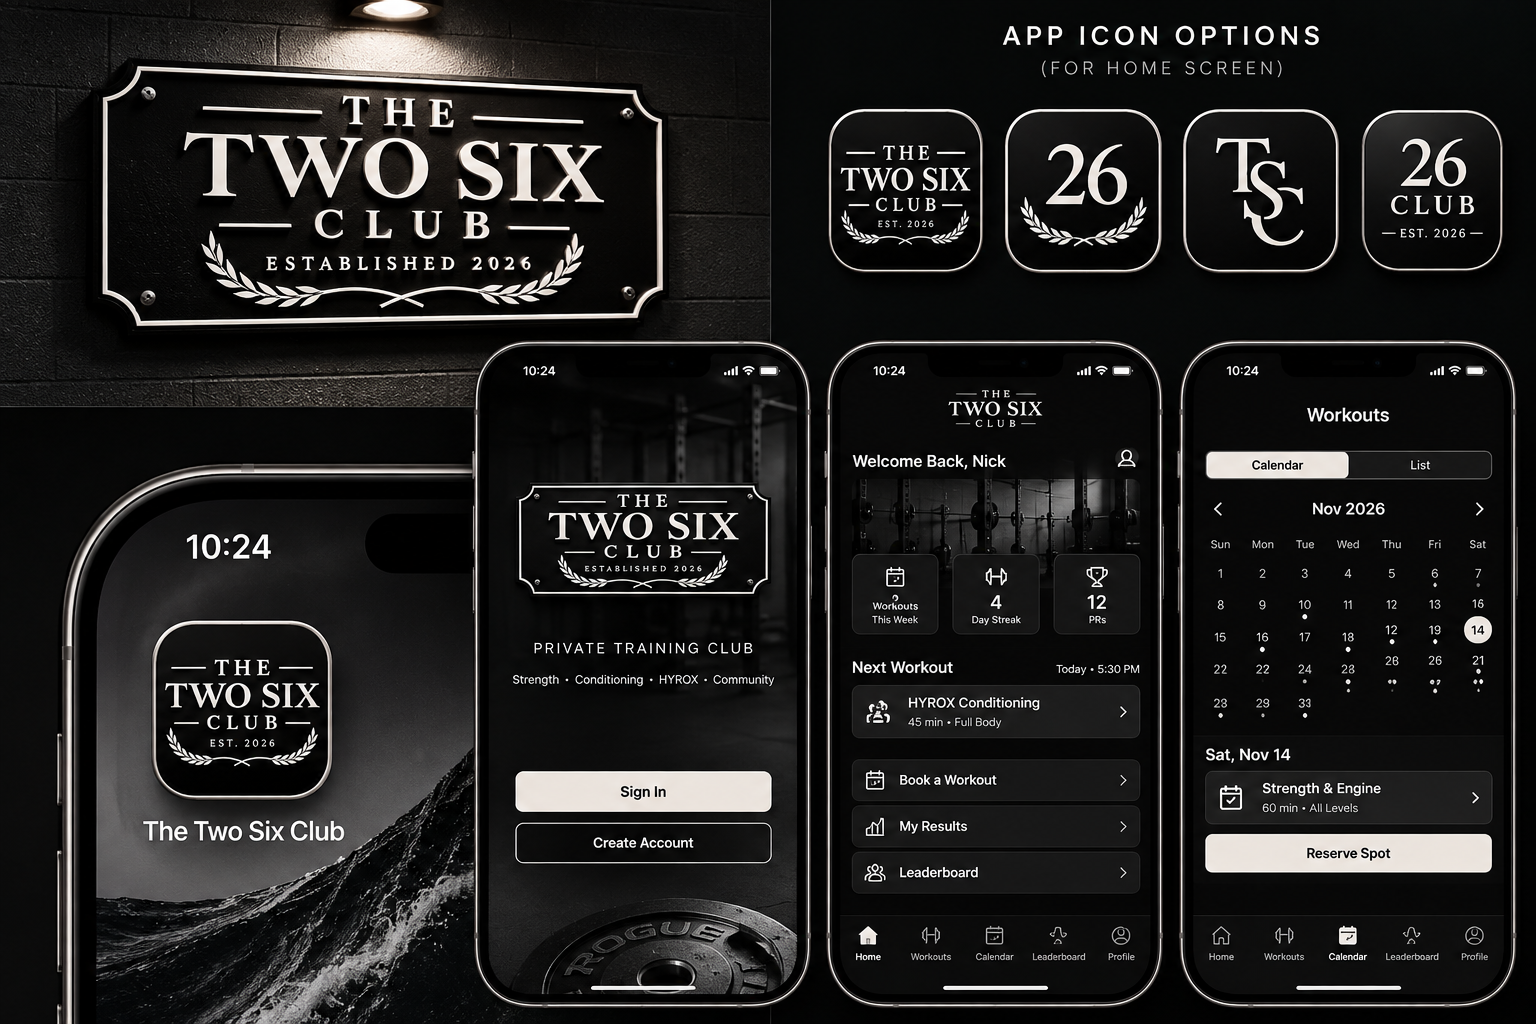 THE
TWO SIX
CLUB
ESTABLISHED 2026
APP ICON OPTIONS
(FOR HOME SCREEN)
THE
TWO SIX
CLUB
EST. 2026
26
TSC
26
CLUB
EST. 2026
10:24
THE
TWO SIX
CLUB
EST. 2026
The Two Six Club
10:24
THE
TWO SIX
CLUB
ESTABLISHED 2026
PRIVATE TRAINING CLUB
Strength • Conditioning • HYROX • Community
Sign In
Create Account
ROGUE
10:24
THE
TWO SIX
CLUB
Welcome Back, Nick
Workouts
This Week
4
Day Streak
12
PRs
Next Workout
Today • 5:30 PM
HYROX Conditioning
45 min • Full Body
Book a Workout
My Results
Leaderboard
Home Workouts Calendar Leaderboard Profile
10:24
Workouts
Calendar List
Nov 2026
Sun Mon Tue Wed Thu Fri Sat
1 2 3 4 5 6 7
8 9 10 11 12 13 16
15 16 17 18 12 19 14
22 22 24 28 26 26 21
23 29
Sat, Nov 14
Strength & Engine
60 min • All Levels
Reserve Spot
Home Workouts Calendar Leaderboard Profile